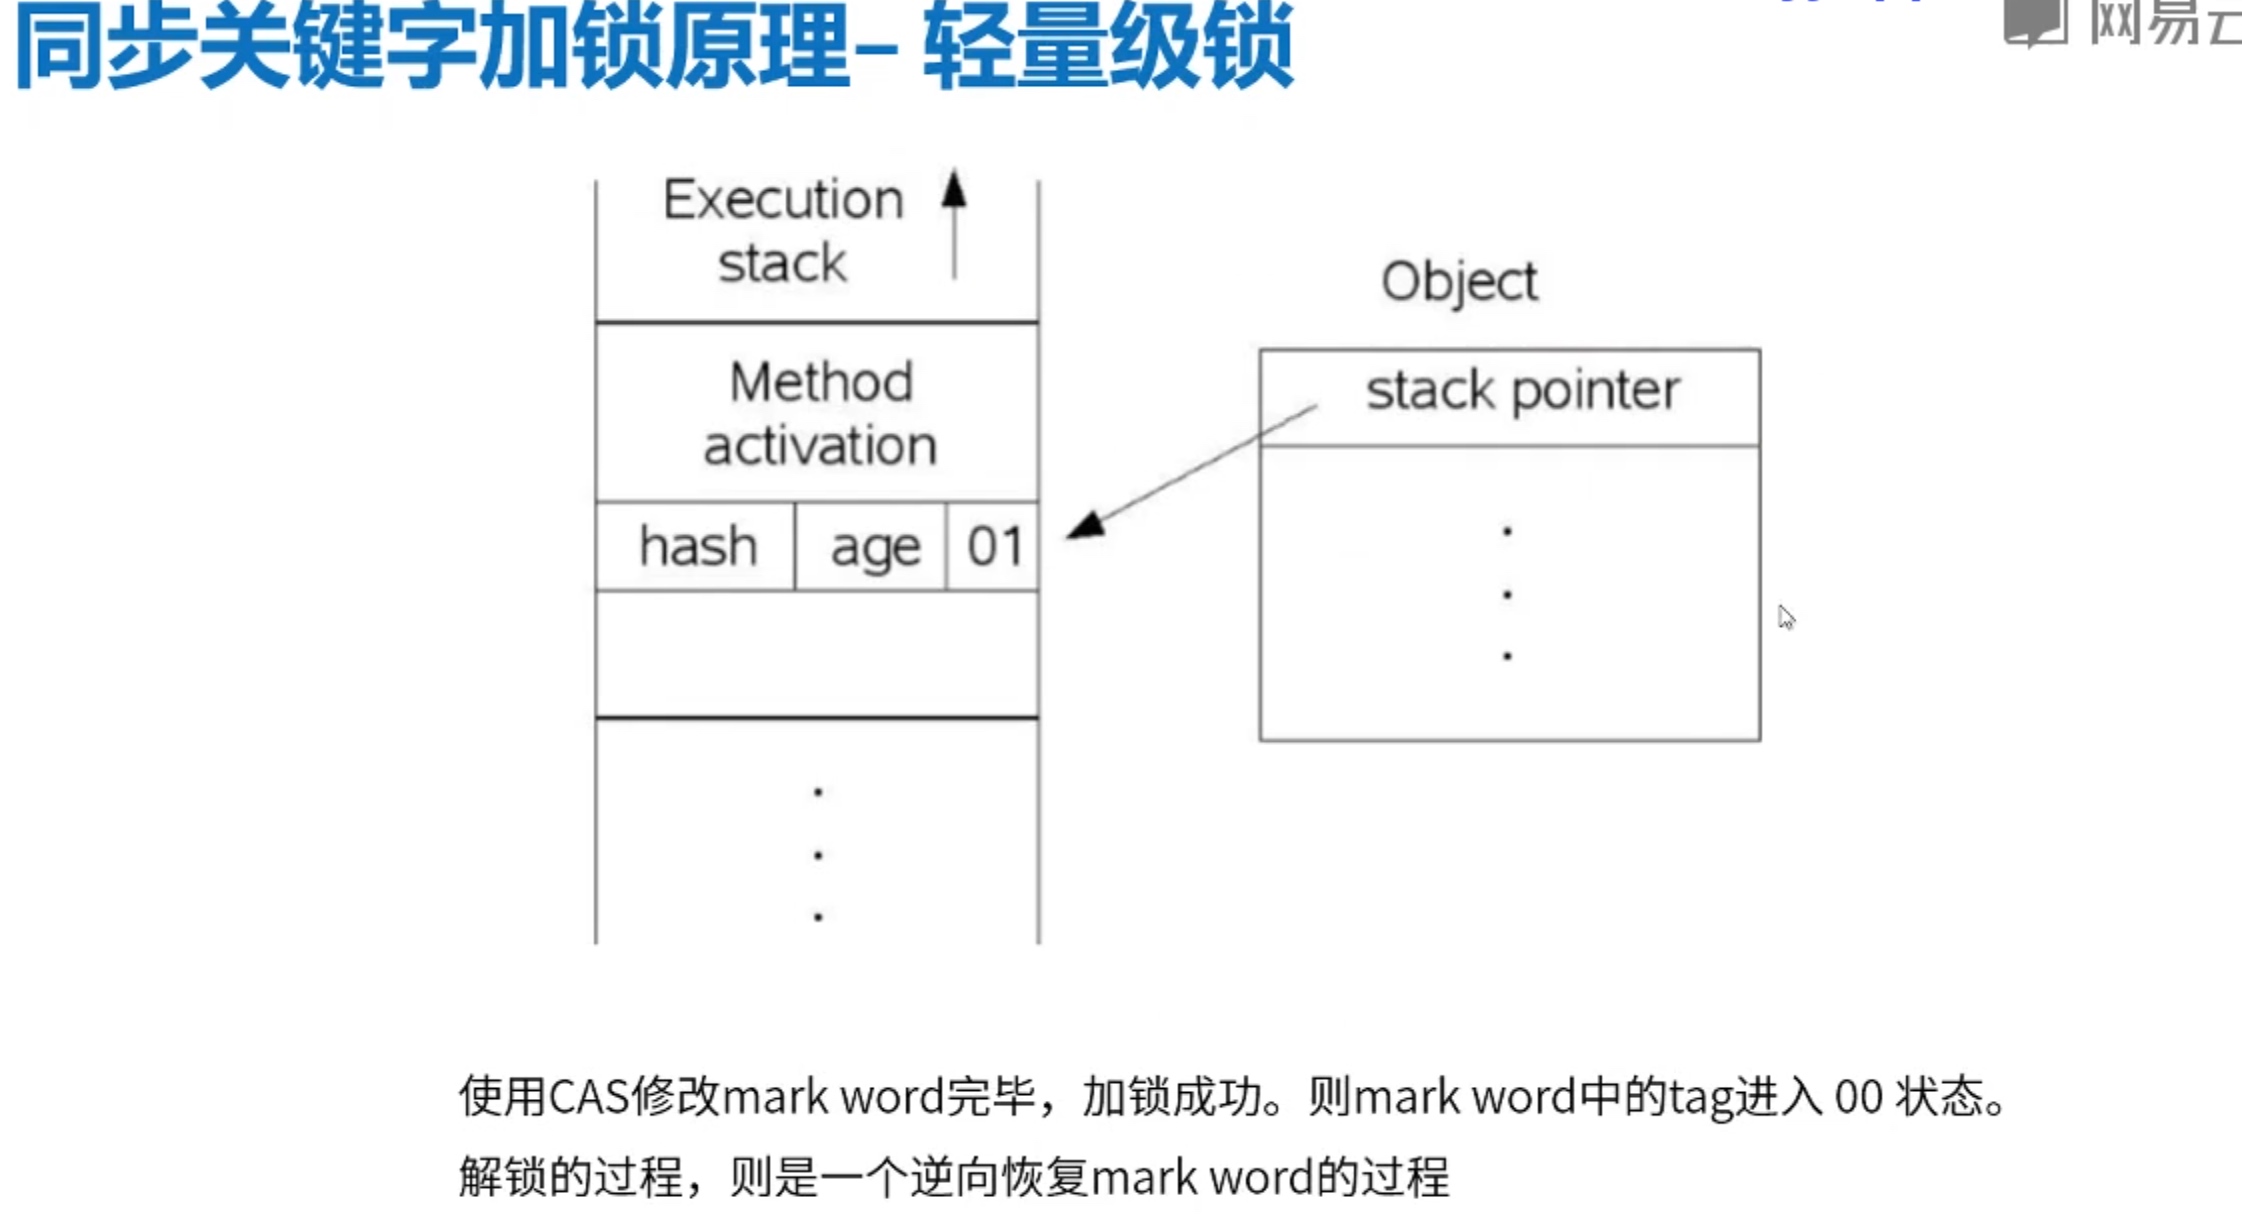 同步关键字加锁原理– 轻量级锁
网易云
Execution
stack
Method
activation
hash age 01
Object
stack pointer
使用CAS修改mark word完毕，加锁成功。则mark word中的tag进入 00 状态。
解锁的过程，则是一个逆向恢复mark word的过程